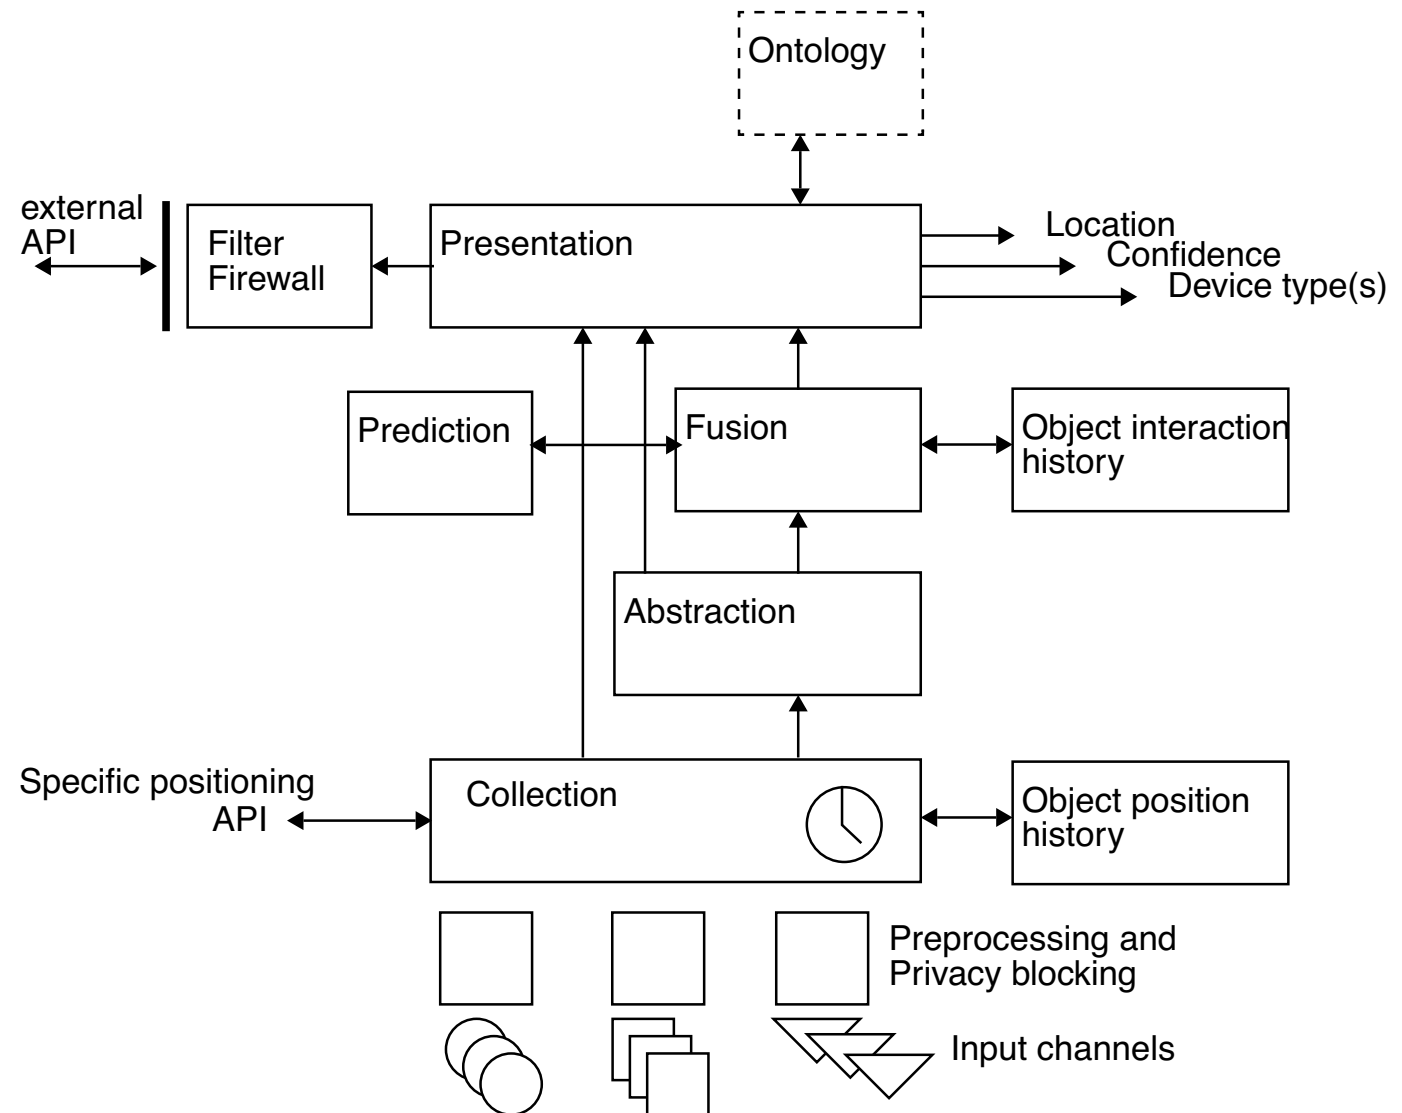 Ontology
external
API
Filter
Firewall
Presentation
Location
Confidence
Device type(s)
Prediction
Fusion
Object interaction
history
Abstraction
Specific positioning
API
Collection
Object position
history
Preprocessing and
Privacy blocking
Input channels